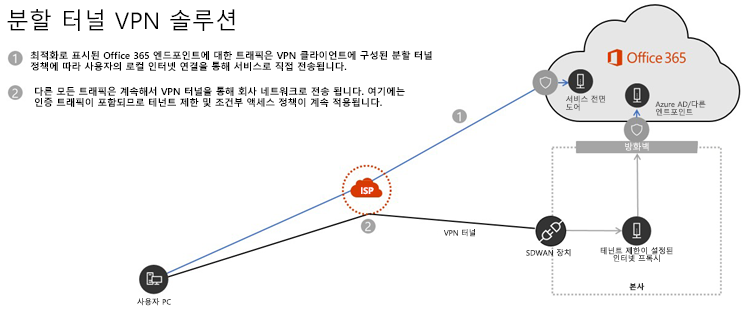 분할 터널 VPN 솔루션
1 최적화로 표시된 Office 365 엔드포인트에 대한 트래픽은 VPN 클라이언트에 구성된 분할 터널
정책에 따라 사용자의 로컬 인터넷 연결을 통해 서비스로 직접 전송됩니다.
2 다른 모든 트래픽은 계속해서 VPN 터널을 통해 회사 네트워크로 전송 됩니다. 여기에는
인증 트래픽이 포함되므로 테넌트 제한 및 조건부 액세스 정책이 계속 적용됩니다.
Office 365
서비스 전면
도어
Azure AD/다른
엔드포인트
1
방화벽
ISP
2
VPN 터널
SDWAN 장치
테넌트 제한이 설정된
인터넷 프록시
본사
사용자 PC